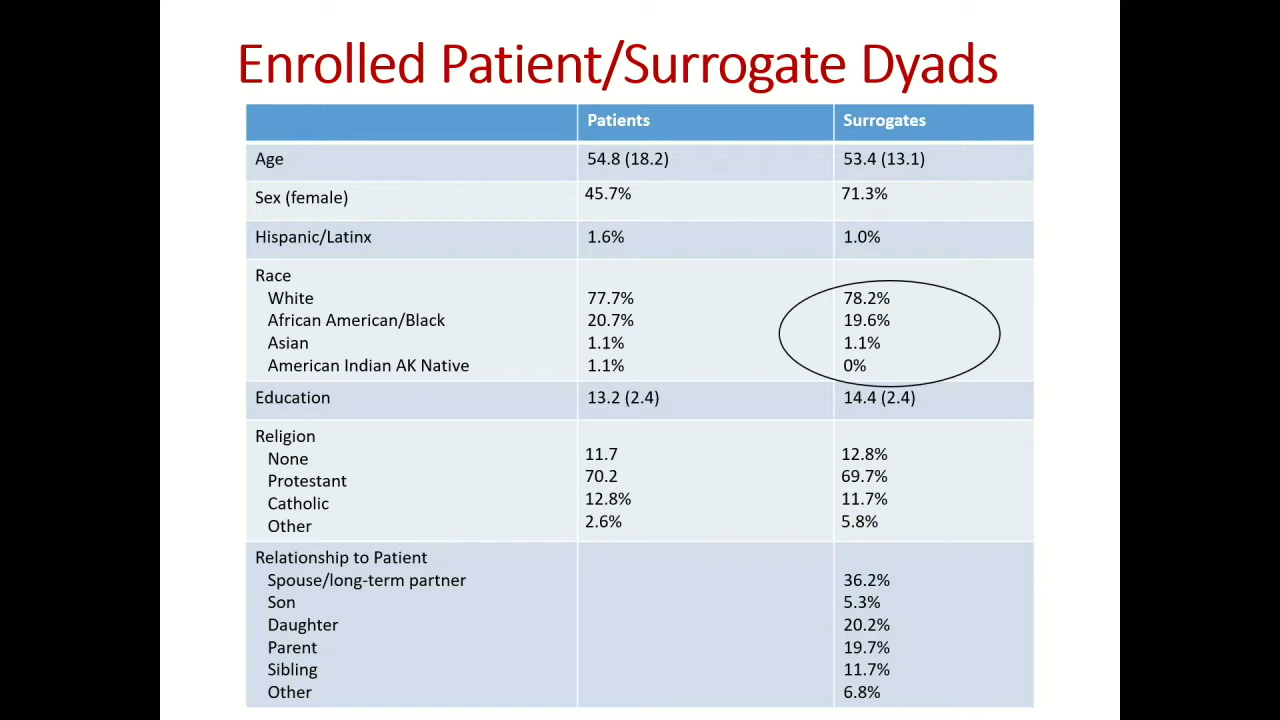 Enrolled Patient/Surrogate Dyads
Patients Surrogates
Age 54.8 (18.2) 53.4 (13.1)
Sex (female) 45.7% 71.3%
Hispanic/Latinx 1.6% 1.0%
Race
White 77.7% 78.2%
African American/Black 20.7% 19.6%
Asian 1.1% 1.1%
American Indian AK Native 1.1% 0%
Education 13.2 (2.4) 14.4 (2.4)
Religion
None 11.7 12.8%
Protestant 70.2 69.7%
Catholic 12.8% 11.7%
Other 2.6% 5.8%
Relationship to Patient
Spouse/long-term partner 36.2%
Son 5.3%
Daughter 20.2%
Parent 19.7%
Sibling 11.7%
Other 6.8%